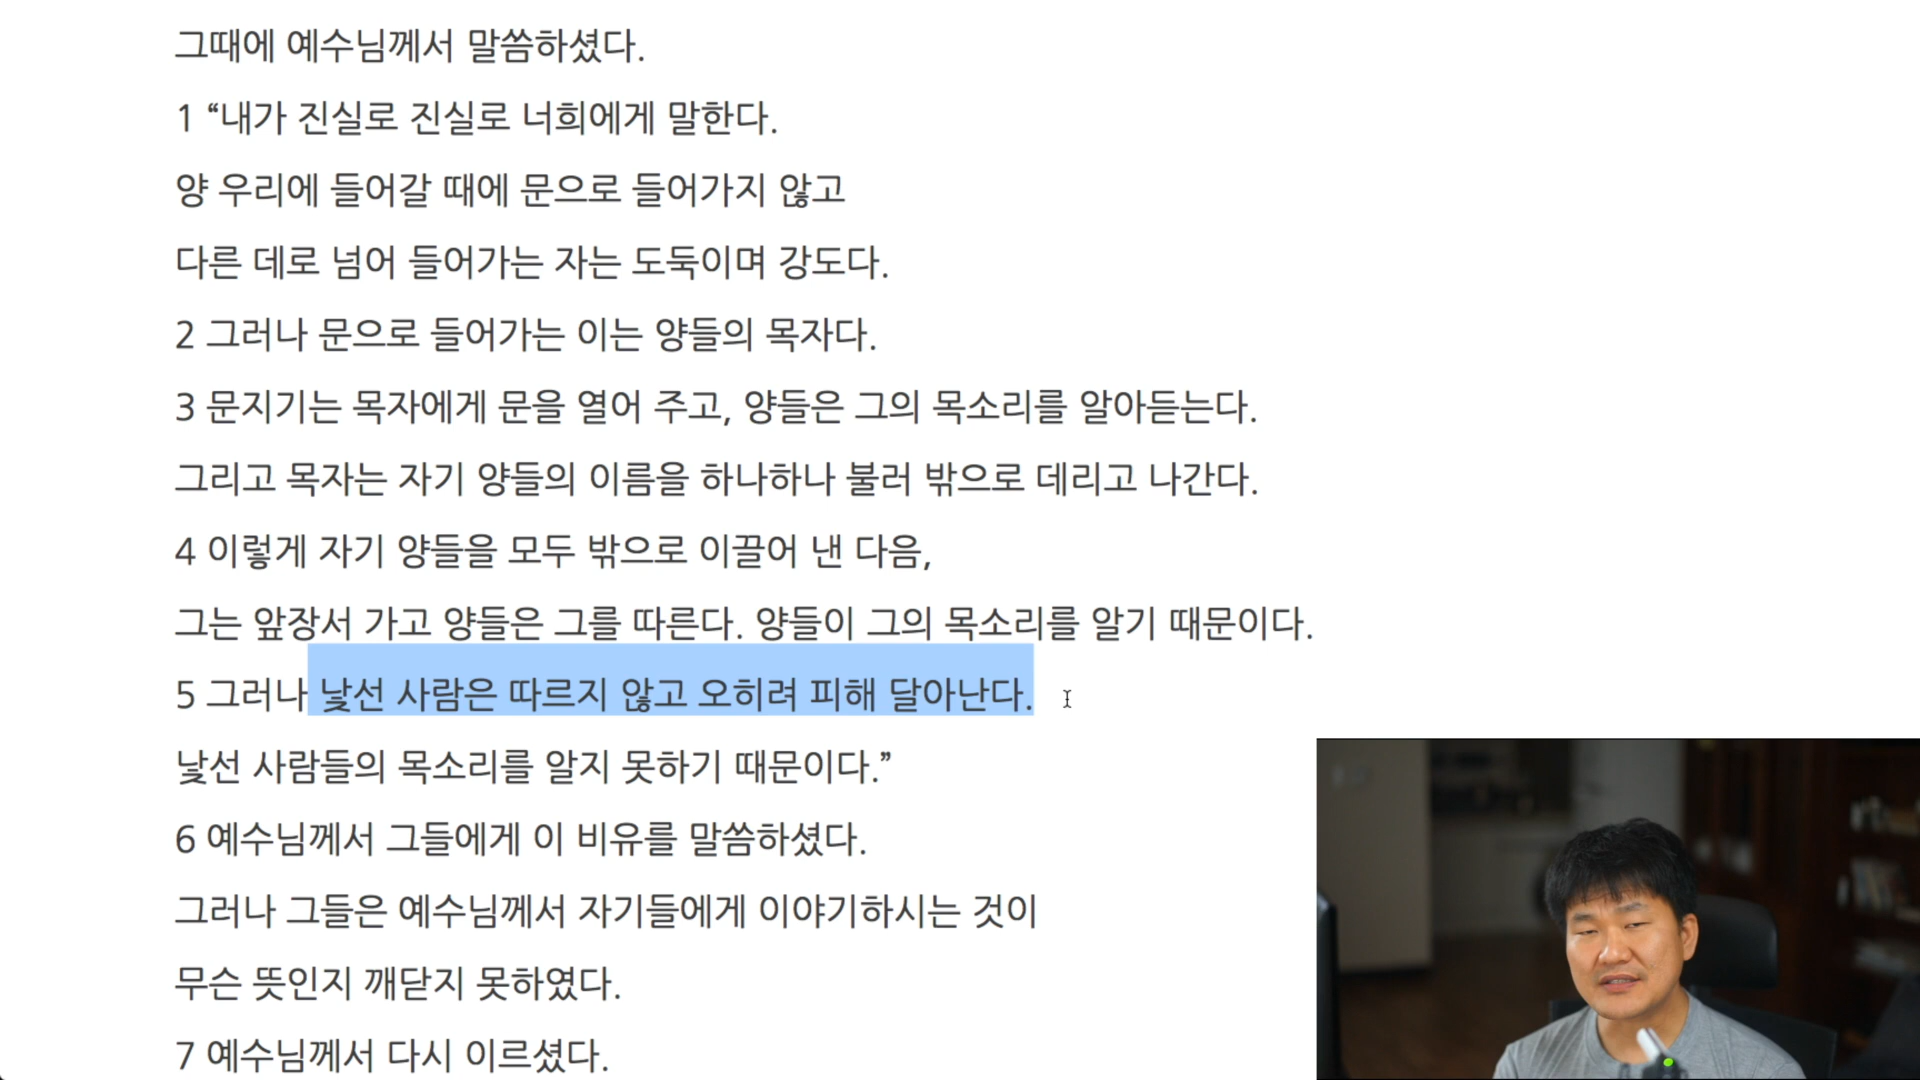 그때에 예수님께서 말씀하셨다.
1 “내가 진실로 진실로 너희에게 말한다.
양 우리에 들어갈 때에 문으로 들어가지 않고
다른 데로 넘어 들어가는 자는 도둑이며 강도다.
2 그러나 문으로 들어가는 이는 양들의 목자다.
3 문지기는 목자에게 문을 열어 주고, 양들은 그의 목소리를 알아듣는다.
그리고 목자는 자기 양들의 이름을 하나하나 불러 밖으로 데리고 나간다.
4 이렇게 자기 양들을 모두 밖으로 이끌어 낸 다음,
그는 앞장서 가고 양들은 그를 따른다. 양들이 그의 목소리를 알기 때문이다.
5 그러나 낯선 사람은 따르지 않고 오히려 피해 달아난다.
낯선 사람들의 목소리를 알지 못하기 때문이다.”
6 예수님께서 그들에게 이 비유를 말씀하셨다.
그러나 그들은 예수님께서 자기들에게 이야기하시는 것이
무슨 뜻인지 깨닫지 못하였다.
7 예수님께서 다시 이르셨다.